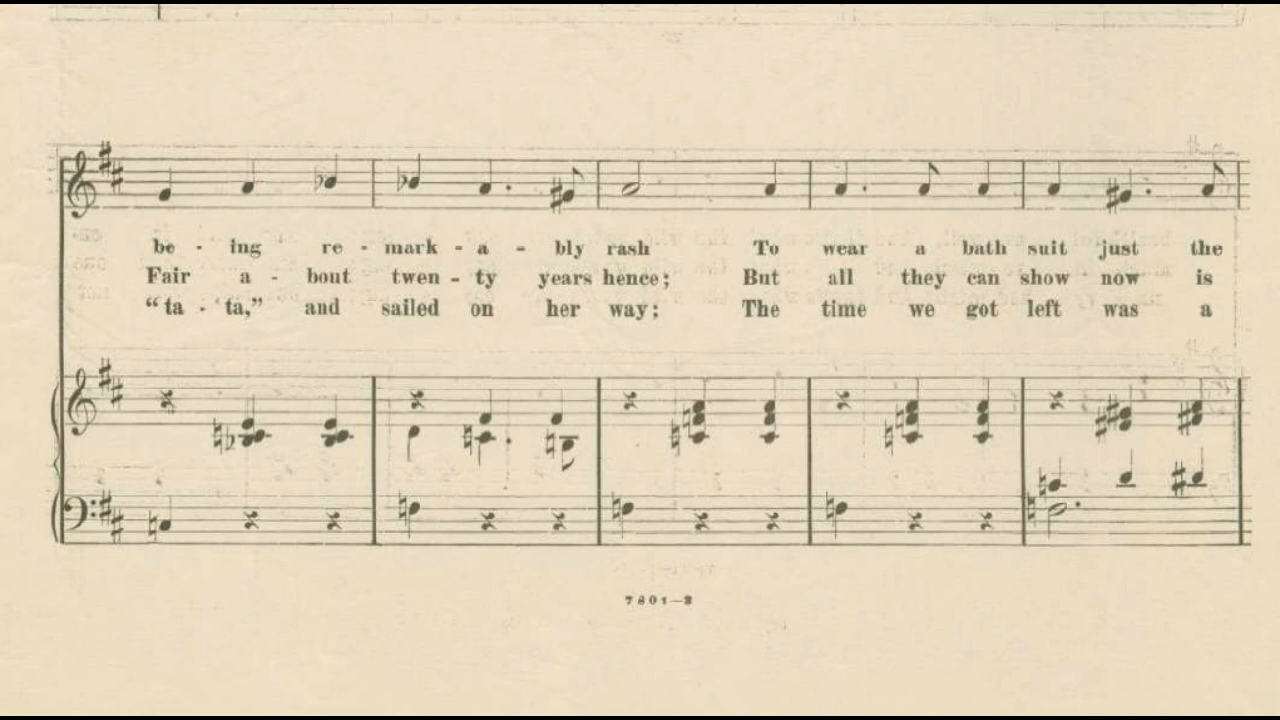 be - ing re - mark - a - bly rash To wear a bath suit just the
Fair a - bout twen - ty years hence; But all they can show now is
"ta - ta," and sailed on her way; The time we got left was a
7801-3